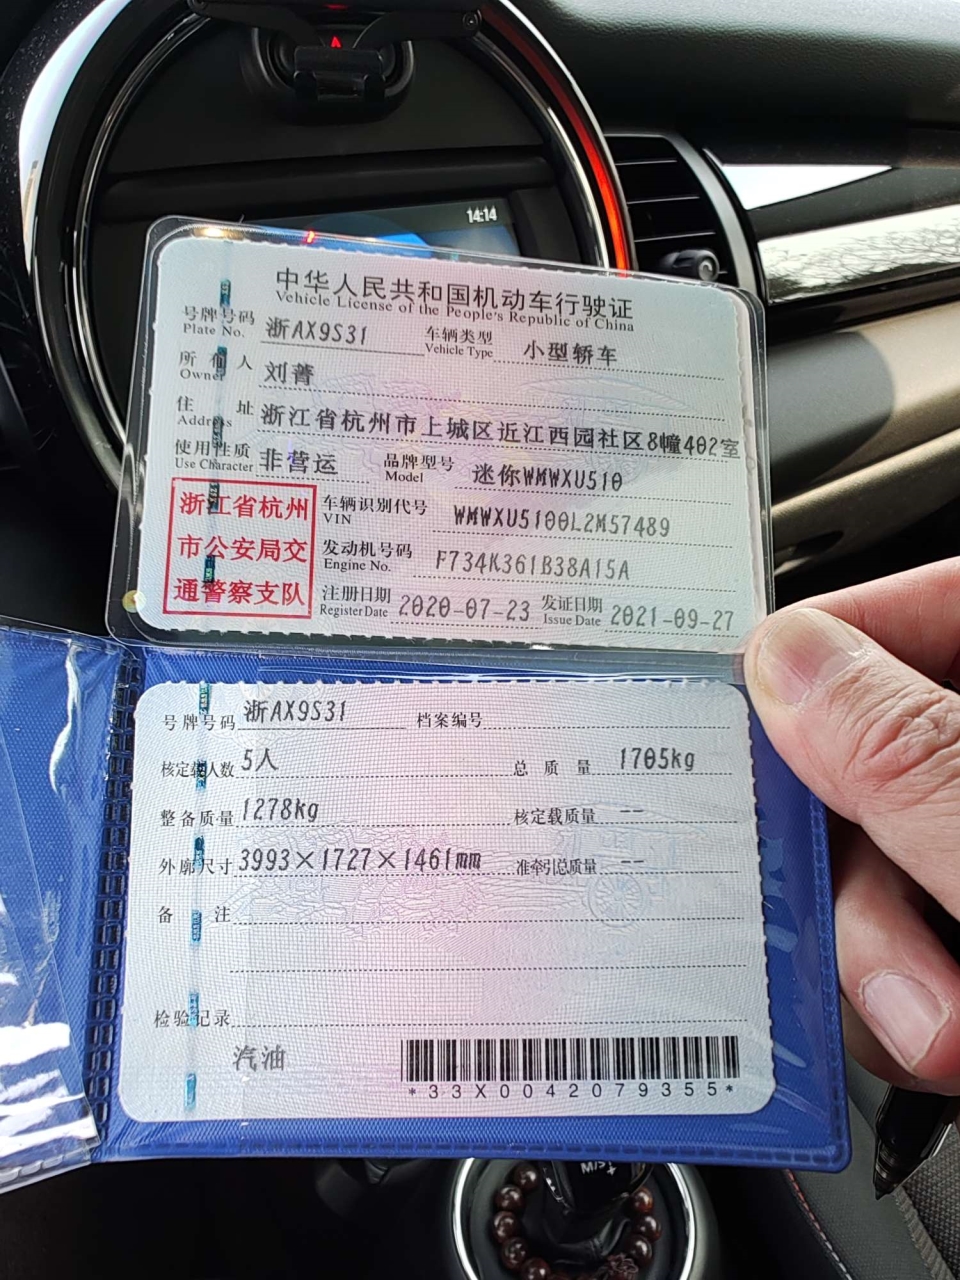 14:14
中华人民共和国机动车行驶证
Vehicle License of the People's Republic of China
号牌号码 浙AX9S31 车辆类型 小型轿车
Plate No. Vehicle Type
所有人 刘菁
Owner
住址 浙江省杭州市上城区近江西园社区8幢402室
Address
使用性质 非营运 品牌型号 迷你WMWXU510
Use Character Model
浙江省杭州
市公安局交
通警察支队
车辆识别代号 WMWXU5100L2M57489
VIN
发动机号码 F734K361B38A15A
Engine No.
注册日期 2020-07-23 发证日期 2021-09-27
Register Date Issue Date
号牌号码 浙AX9S31 档案编号
核定载人数 5人 总质量 1705kg
整备质量 1278kg 核定载质量 --
外廓尺寸 3993×1727×1461mm 准牵引总质量 --
备注
检验记录
汽油
*33X0042079355*
M/S
+